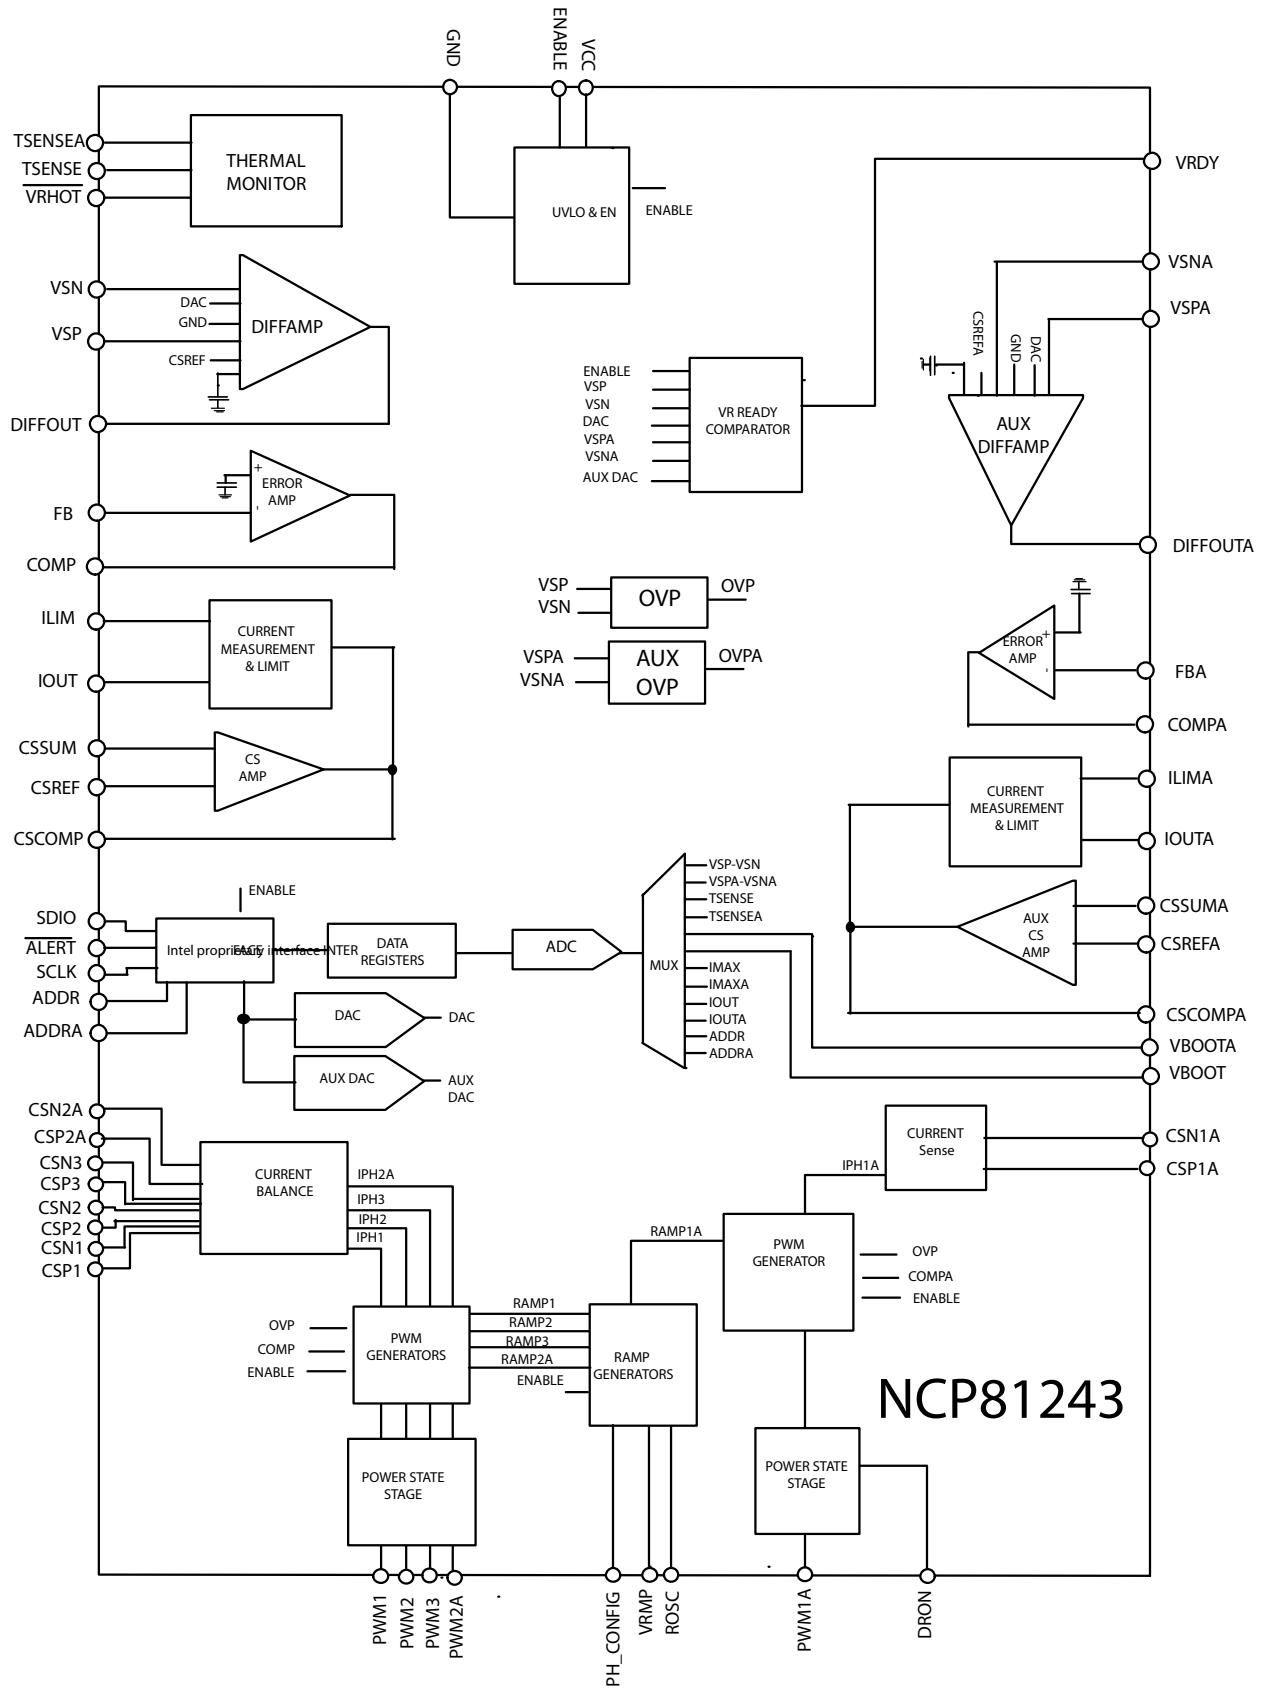 GND
ENABLE
VCC
TSENSEA
TSENSE
VRHOT
THERMAL
MONITOR
UVLO & EN
ENABLE
VRDY
VSN
DAC
GND
VSP
CSREF
DIFFAMP
DIFFOUT
VSNA
VSPA
CSREFA
GND
DAC
AUX
DIFFAMP
DIFFOUTA
ENABLE
VSP
VSN
DAC
VSPA
VSNA
AUX DAC
VR READY
COMPARATOR
+
ERROR
AMP
-
FB
COMP
VSP
VSN
OVP
OVP
VSPA
VSNA
AUX
OVP
OVPA
ERROR
AMP
+
-
FBA
COMPA
ILIM
IOUT
CURRENT
MEASUREMENT
& LIMIT
CSSUM
CSREF
CS
AMP
CSCOMP
CURRENT
MEASUREMENT
& LIMIT
ILIMA
IOUTA
CSSUMA
CSREFA
AUX
CS
AMP
CSCOMPA
VBOOTA
VBOOT
ENABLE
SDIO
ALERT
SCLK
ADDR
ADDRA
Intel proprietary interface INTER
FACE
DATA
REGISTERS
ADC
MUX
VSP-VSN
VSPA-VSNA
TSENSE
TSENSEA
IMAX
IMAXA
IOUT
IOUTA
ADDR
ADDRA
DAC
DAC
AUX DAC
AUX
DAC
CSN2A
CSP2A
CSN3
CSP3
CSN2
CSP2
CSN1
CSP1
CURRENT
BALANCE
IPH2A
IPH3
IPH2
IPH1
CURRENT
Sense
CSN1A
CSP1A
IPH1A
RAMP1A
PWM
GENERATOR
OVP
COMPA
ENABLE
OVP
COMP
ENABLE
PWM
GENERATORS
RAMP1
RAMP2
RAMP3
RAMP2A
ENABLE
RAMP
GENERATORS
NCP81243
POWER STATE
STAGE
POWER STATE
STAGE
PWM1
PWM2
PWM3
PWM2A
PH_CONFIG
VRMP
ROSC
PWM1A
DRON